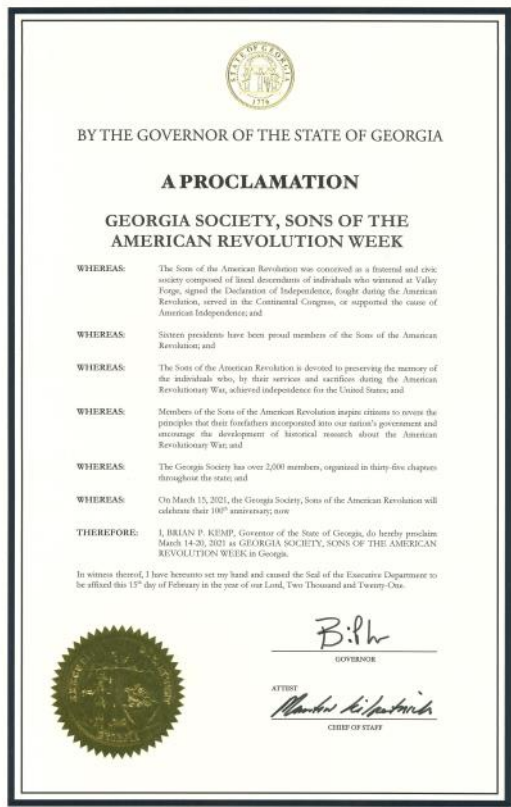 STATE OF GEORGIA
1776
BY THE GOVERNOR OF THE STATE OF GEORGIA
A PROCLAMATION
GEORGIA SOCIETY, SONS OF THE
AMERICAN REVOLUTION WEEK
WHEREAS: The Sons of the American Revolution was conceived as a fraternal and civic
society composed of lineal descendants of individuals who wintered at Valley
Forge, signed the Declaration of Independence, fought during the American
Revolution, served in the Continental Congress, or supported the cause of
American Independence; and
WHEREAS: Sixteen presidents have been proud members of the Sons of the American
Revolution; and
WHEREAS: The Sons of the American Revolution is devoted to preserving the memory of
the individuals who, by their services and sacrifices during the American
Revolutionary War, achieved independence for the United States; and
WHEREAS: Members of the Sons of the American Revolution inspire citizens to revere the
principles that their forefathers incorporated into our nation's government and
encourage the development of historical research about the American
Revolutionary War; and
WHEREAS: The Georgia Society has over 2,000 members, organized in thirty-five chapters
throughout the state; and
WHEREAS: On March 15, 2021, the Georgia Society, Sons of the American Revolution will
celebrate their 100th anniversary; now
THEREFORE: I, BRIAN P. KEMP, Governor of the State of Georgia, do hereby proclaim
March 14-20, 2021 as GEORGIA SOCIETY, SONS OF THE AMERICAN
REVOLUTION WEEK in Georgia.
In witness thereof, I have hereunto set my hand and caused the Seal of the Executive Department to
be affixed this 15th day of February in the year of our Lord, Two Thousand and Twenty-One.
GOVERNOR
ATTEST
CHIEF OF STAFF